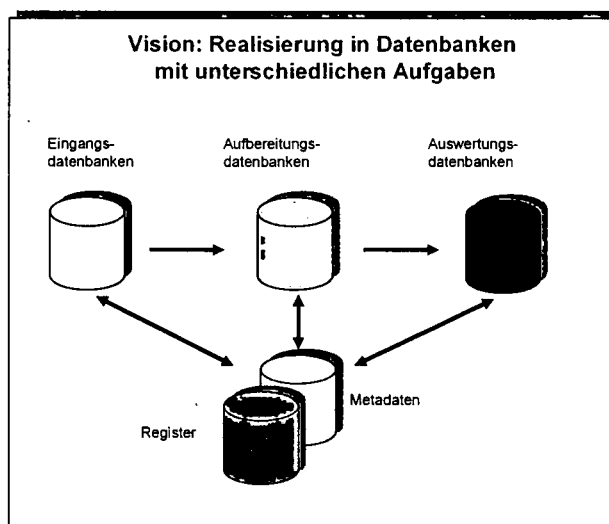 Vision: Realisierung in Datenbanken
mit unterschiedlichen Aufgaben
Eingangs-
datenbanken
Aufbereitungs-
datenbanken
Auswertungs-
datenbanken
Metadaten
Register